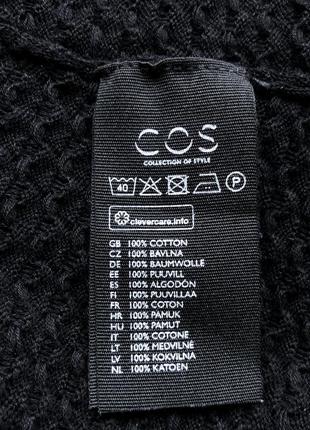 COS
COLLECTION OF STYLE
40 P
clevercare.info
GB 100% COTTON
CZ 100% BAVLNA
DE 100% BAUMWOLLE
EE 100% PUUVILL
ES 100% ALGODÓN
FI 100% PUUVILLAA
FR 100% COTON
HR 100% PAMUK
HU 100% PAMUT
IT 100% COTONE
LT 100% MEDVILNĖ
LV 100% KOKVILNA
NL 100% KATOEN